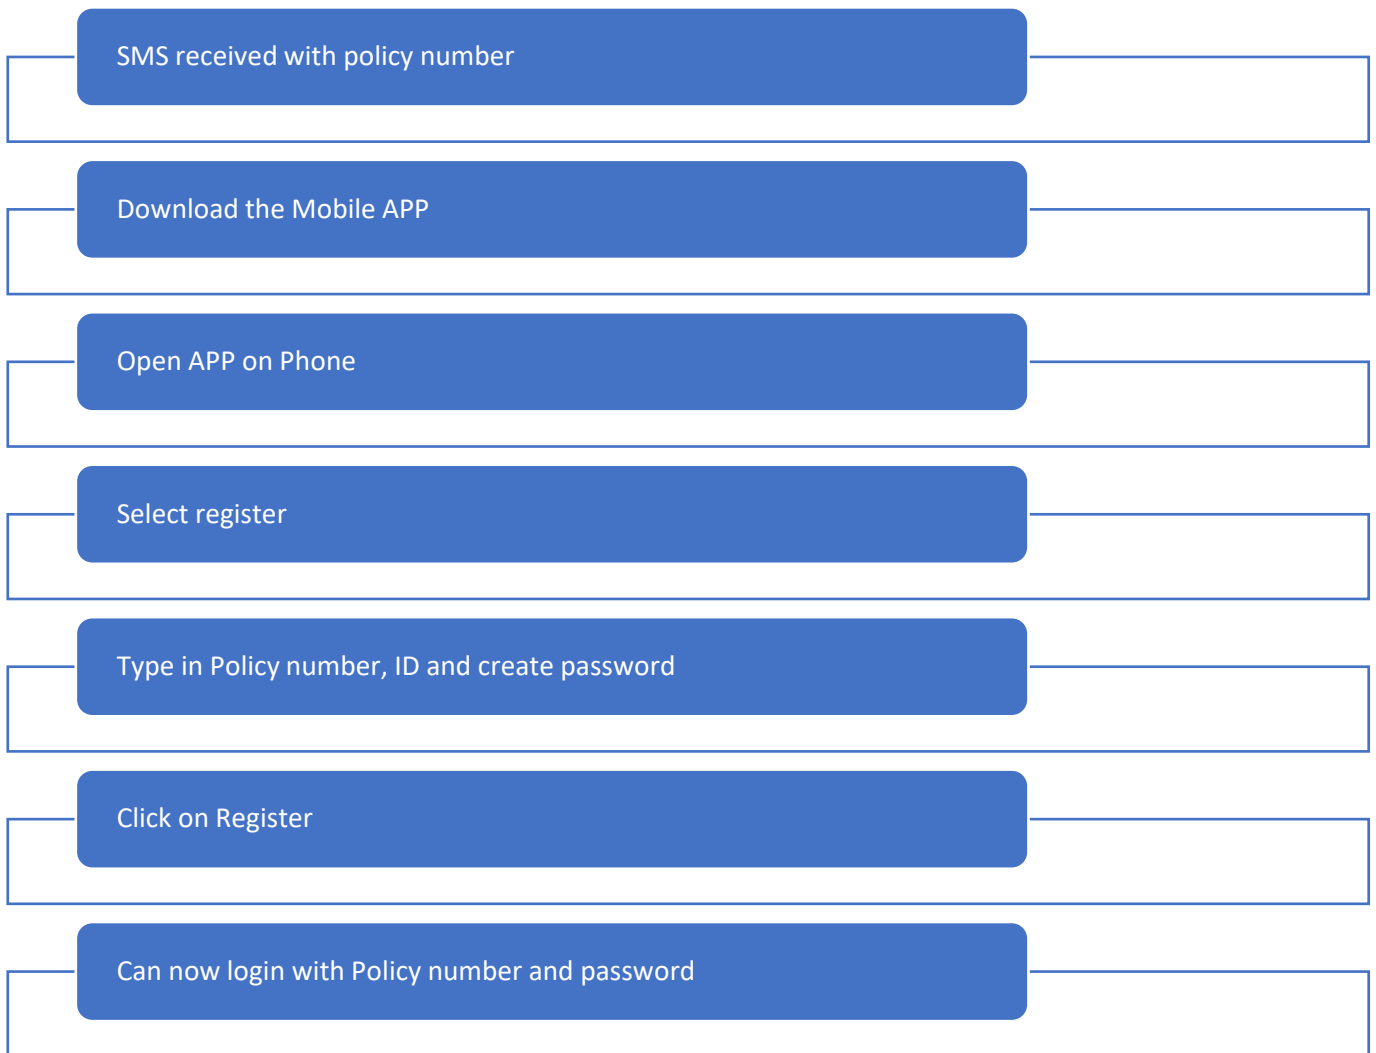 SMS received with policy number
Download the Mobile APP
Open APP on Phone
Select register
Type in Policy number, ID and create password
Click on Register
Can now login with Policy number and password